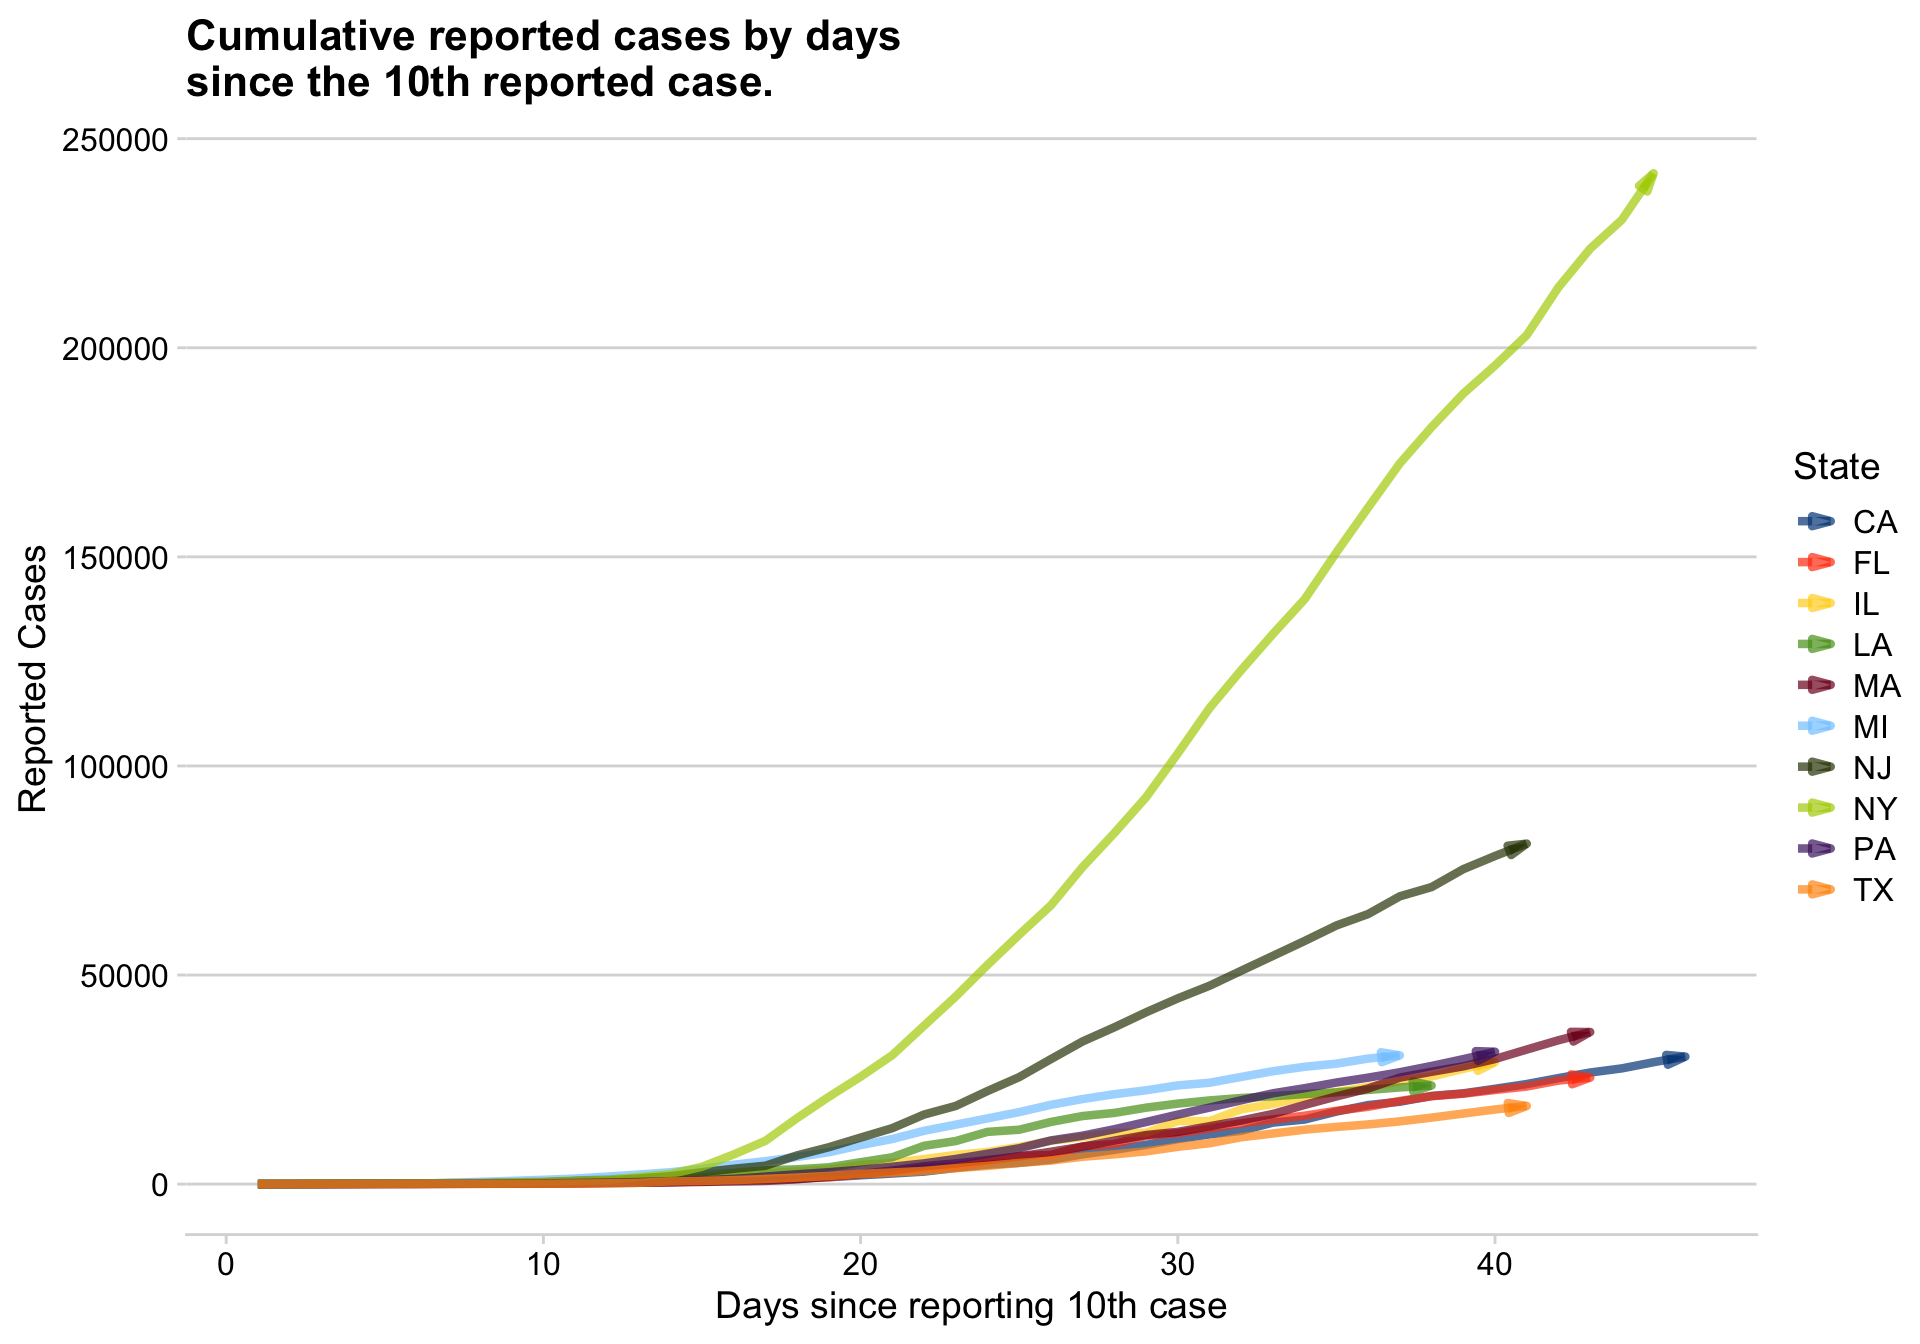 Cumulative reported cases by days
since the 10th reported case.
250000
200000
150000
100000
50000
0
Reported Cases
0
10
20
30
40
Days since reporting 10th case
State
CA
FL
IL
LA
MA
MI
NJ
NY
PA
TX